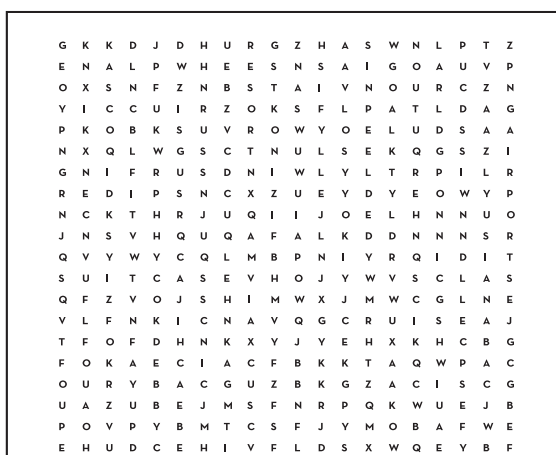 G K K D J D H U R G Z H A S W N L P T Z
E N A L P W H E E S N S A I G O A U V P
O X S N F Z N B S T A I V N O U R C Z N
Y I C C U I R Z O K S F L P A T L D A G
P K O B K S U V R O W Y O E L U D S A A
N X Q L W G S C T N U L S E K Q G S Z I
G N I F R U S D N I W L Y L T R P I L R
R E D I P S N C X Z U E Y D Y E O W Y P
N C K T H R J U Q I I J O E L H N N U O
J N S V H Q U Q A F A L K D D N N N S R
Q V Y W Y C Q L M B P N I Y R Q I D I T
S U I T C A S E V H O J Y W V S C L A S
Q F Z V O J S H I M W X J M W C G L N E
V L F N K I C N A V Q G C R U I S E A J
T F O F D H N K X Y J Y E H X K H C B G
F O K A E C I A C F B K K T A Q W P A C
O U R Y B A C G U Z B K G Z A C I S C G
U A Z U B E J M S F N R P Q K W U E J B
P O V P Y B M T C S F J Y M O B A F W E
E H U D C E H I V F L D S X W Q E Y B F